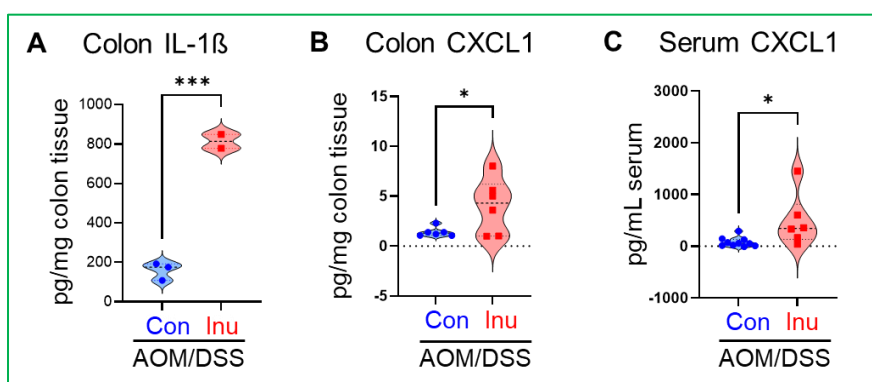 A Colon IL-1ß
***
pg/mg colon tissue
1000
800
600
400
200
0
Con Inu
AOM/DSS
B Colon CXCL1
*
pg/mg colon tissue
15
10
5
0
-5
Con Inu
AOM/DSS
C Serum CXCL1
*
pg/mL serum
3000
2000
1000
0
-1000
Con Inu
AOM/DSS